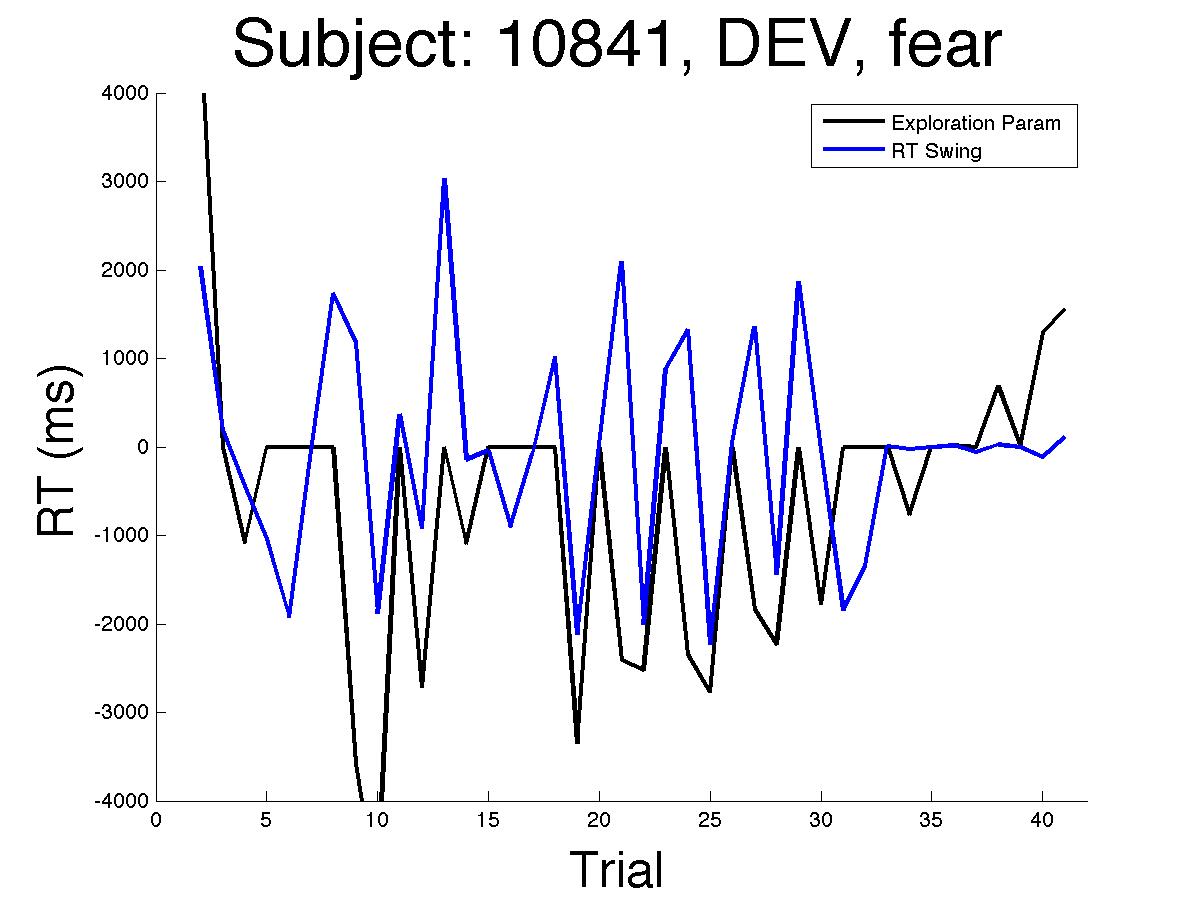 Subject: 10841, DEV, fear
4000
3000
2000
1000
0
-1000
-2000
-3000
-4000
RT (ms)
Exploration Param
RT Swing
0 5 10 15 20 25 30 35 40
Trial